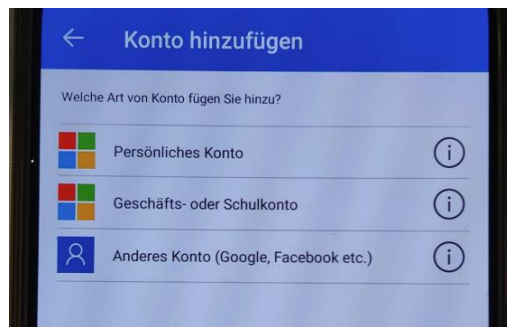 Konto hinzufügen
Welche Art von Konto fügen Sie hinzu?
Persönliches Konto
Geschäfts- oder Schulkonto
Anderes Konto (Google, Facebook etc.)